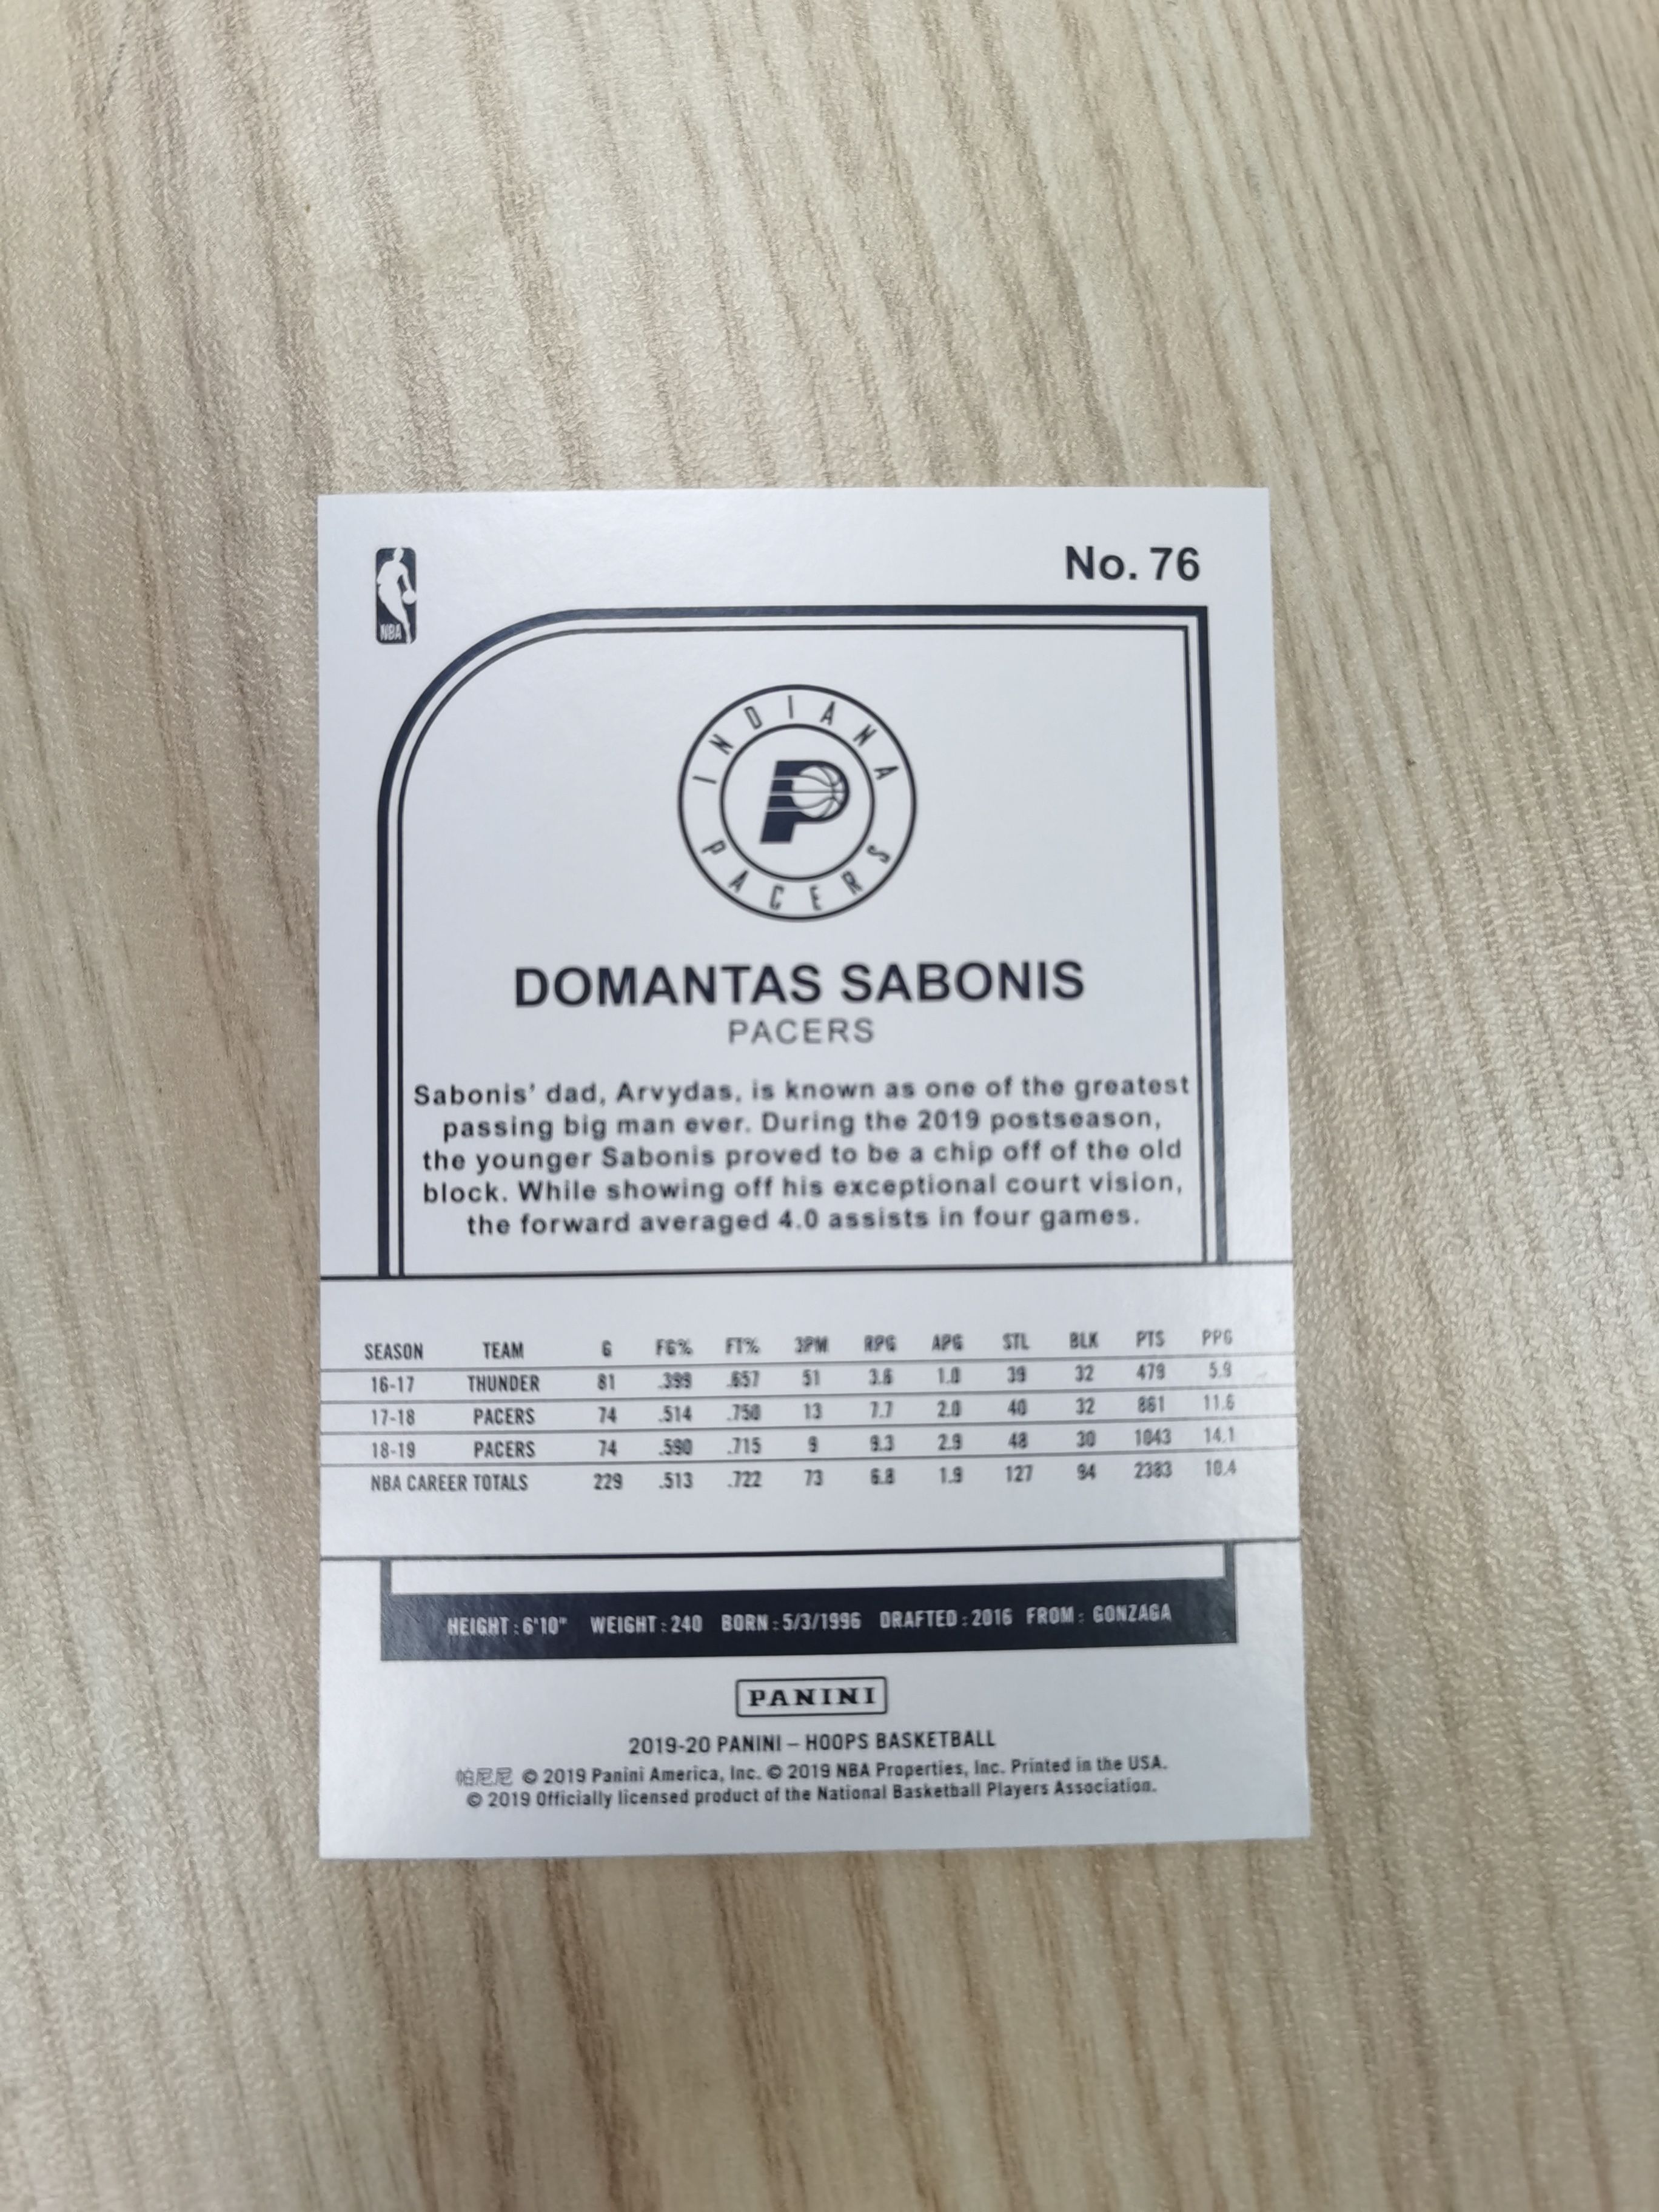 No. 76
NBA
INDIANA
PACERS
DOMANTAS SABONIS
PACERS
Sabonis' dad, Arvydas, is known as one of the greatest
passing big man ever. During the 2019 postseason,
the younger Sabonis proved to be a chip off of the old
block. While showing off his exceptional court vision,
the forward averaged 4.0 assists in four games.
SEASON TEAM G FG% FT% 3PM RPG APG STL BLK PTS PPG
16-17 THUNDER 81 .399 .657 51 3.6 1.0 39 32 479 5.9
17-18 PACERS 74 .514 .750 13 7.7 2.0 40 32 861 11.6
18-19 PACERS 74 .590 .715 9 9.3 2.9 48 30 1043 14.1
NBA CAREER TOTALS 229 .513 .722 73 6.8 1.9 127 94 2383 10.4
HEIGHT: 6'10" WEIGHT: 240 BORN: 5/3/1996 DRAFTED: 2016 FROM: GONZAGA
PANINI
2019-20 PANINI – HOOPS BASKETBALL
帕尼尼 © 2019 Panini America, Inc. © 2019 NBA Properties, Inc. Printed in the USA.
© 2019 Officially licensed product of the National Basketball Players Association.